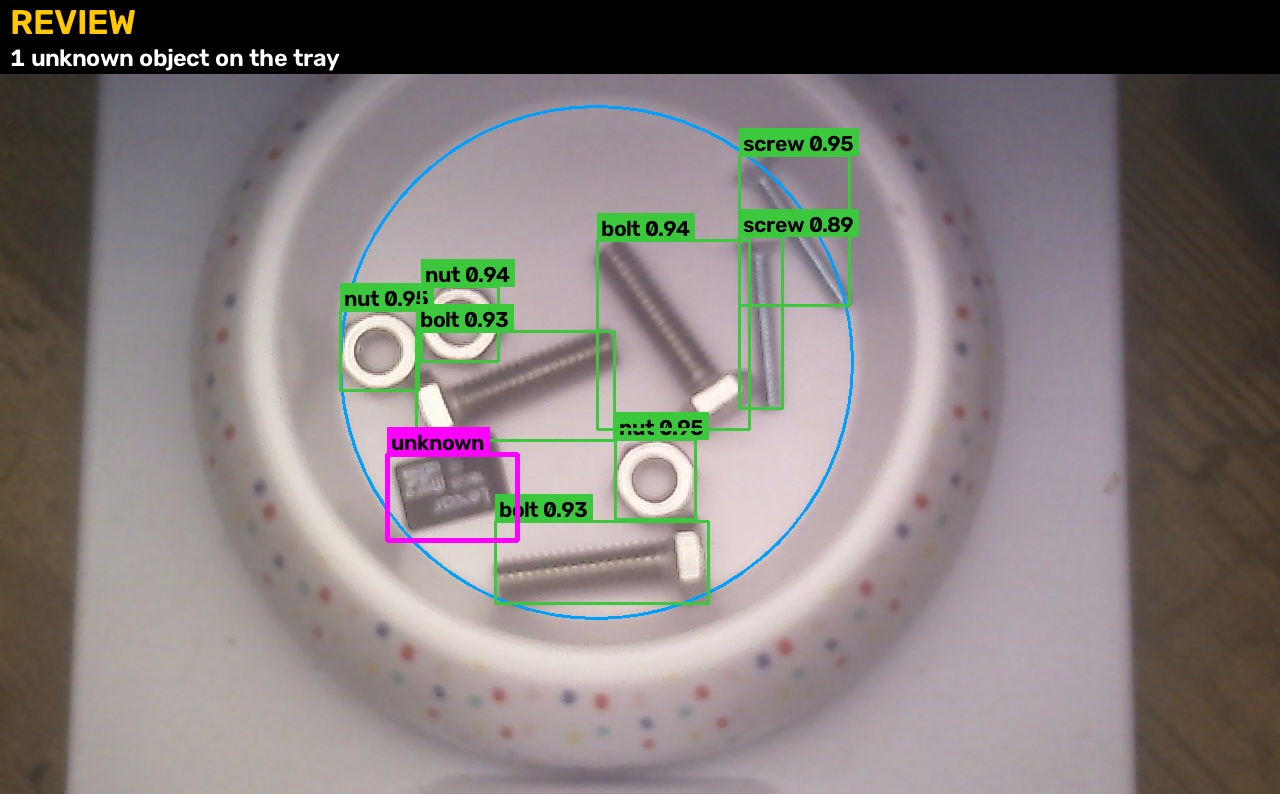 REVIEW
1 unknown object on the tray
screw 0.95
screw 0.89
bolt 0.94
nut 0.94
nut 0.95
bolt 0.93
nut 0.95
unknown
bolt 0.93
Lexar